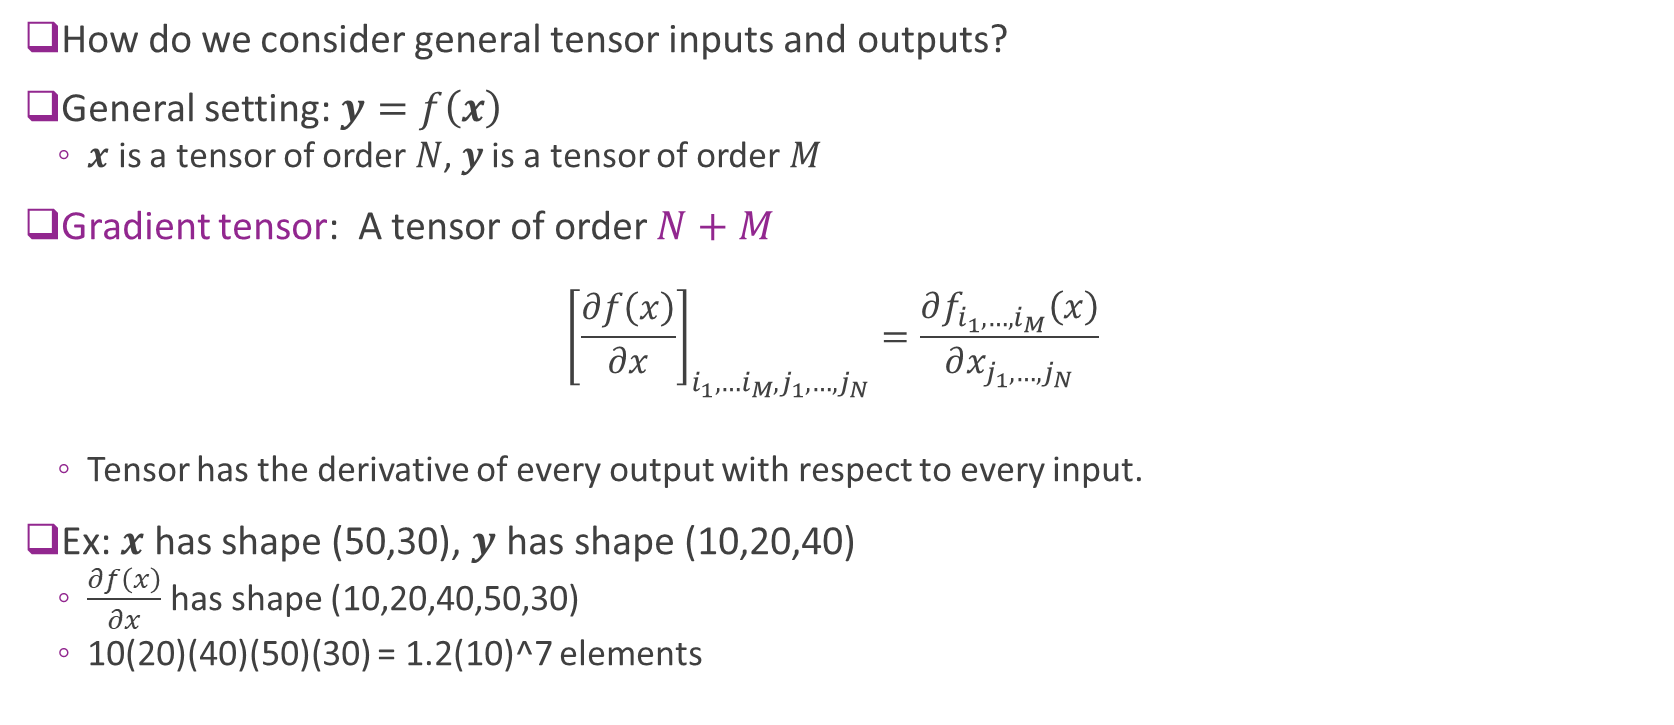 ❑How do we consider general tensor inputs and outputs?
❑General setting: 𝒚 = 𝑓(𝒙)
◦ 𝒙 is a tensor of order 𝑁, 𝒚 is a tensor of order 𝑀
❑Gradient tensor: A tensor of order 𝑁 + 𝑀
[∂f(x)/∂x]_{i_1,…i_M,j_1,…,j_N} = ∂f_{i_1,…,i_M}(x)/∂x_{j_1,…,j_N}
◦ Tensor has the derivative of every output with respect to every input.
❑Ex: 𝒙 has shape (50,30), 𝒚 has shape (10,20,40)
◦ ∂f(x)/∂x has shape (10,20,40,50,30)
◦ 10(20)(40)(50)(30) = 1.2(10)^7 elements